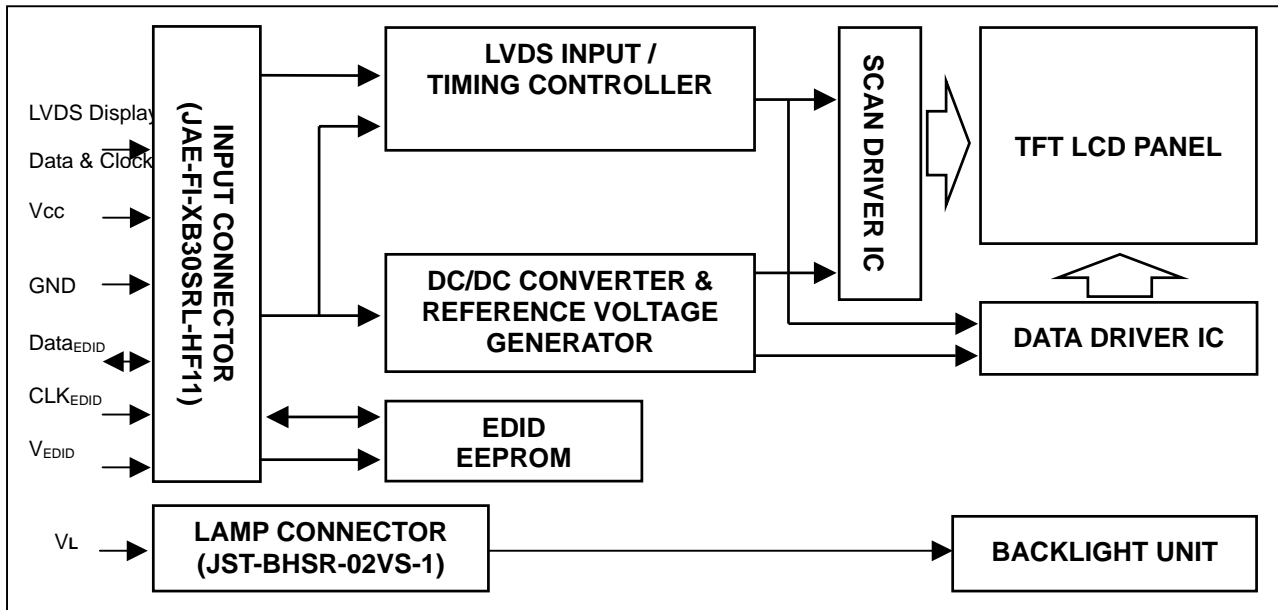 LVDS Display
Data & Clock
Vcc
GND
DataEDID
CLKEDID
VEDID
VL
INPUT CONNECTOR
(JAE-FI-XB30SRL-HF11)
LVDS INPUT /
TIMING CONTROLLER
DC/DC CONVERTER &
REFERENCE VOLTAGE
GENERATOR
EDID
EEPROM
SCAN DRIVER IC
TFT LCD PANEL
DATA DRIVER IC
LAMP CONNECTOR
(JST-BHSR-02VS-1)
BACKLIGHT UNIT